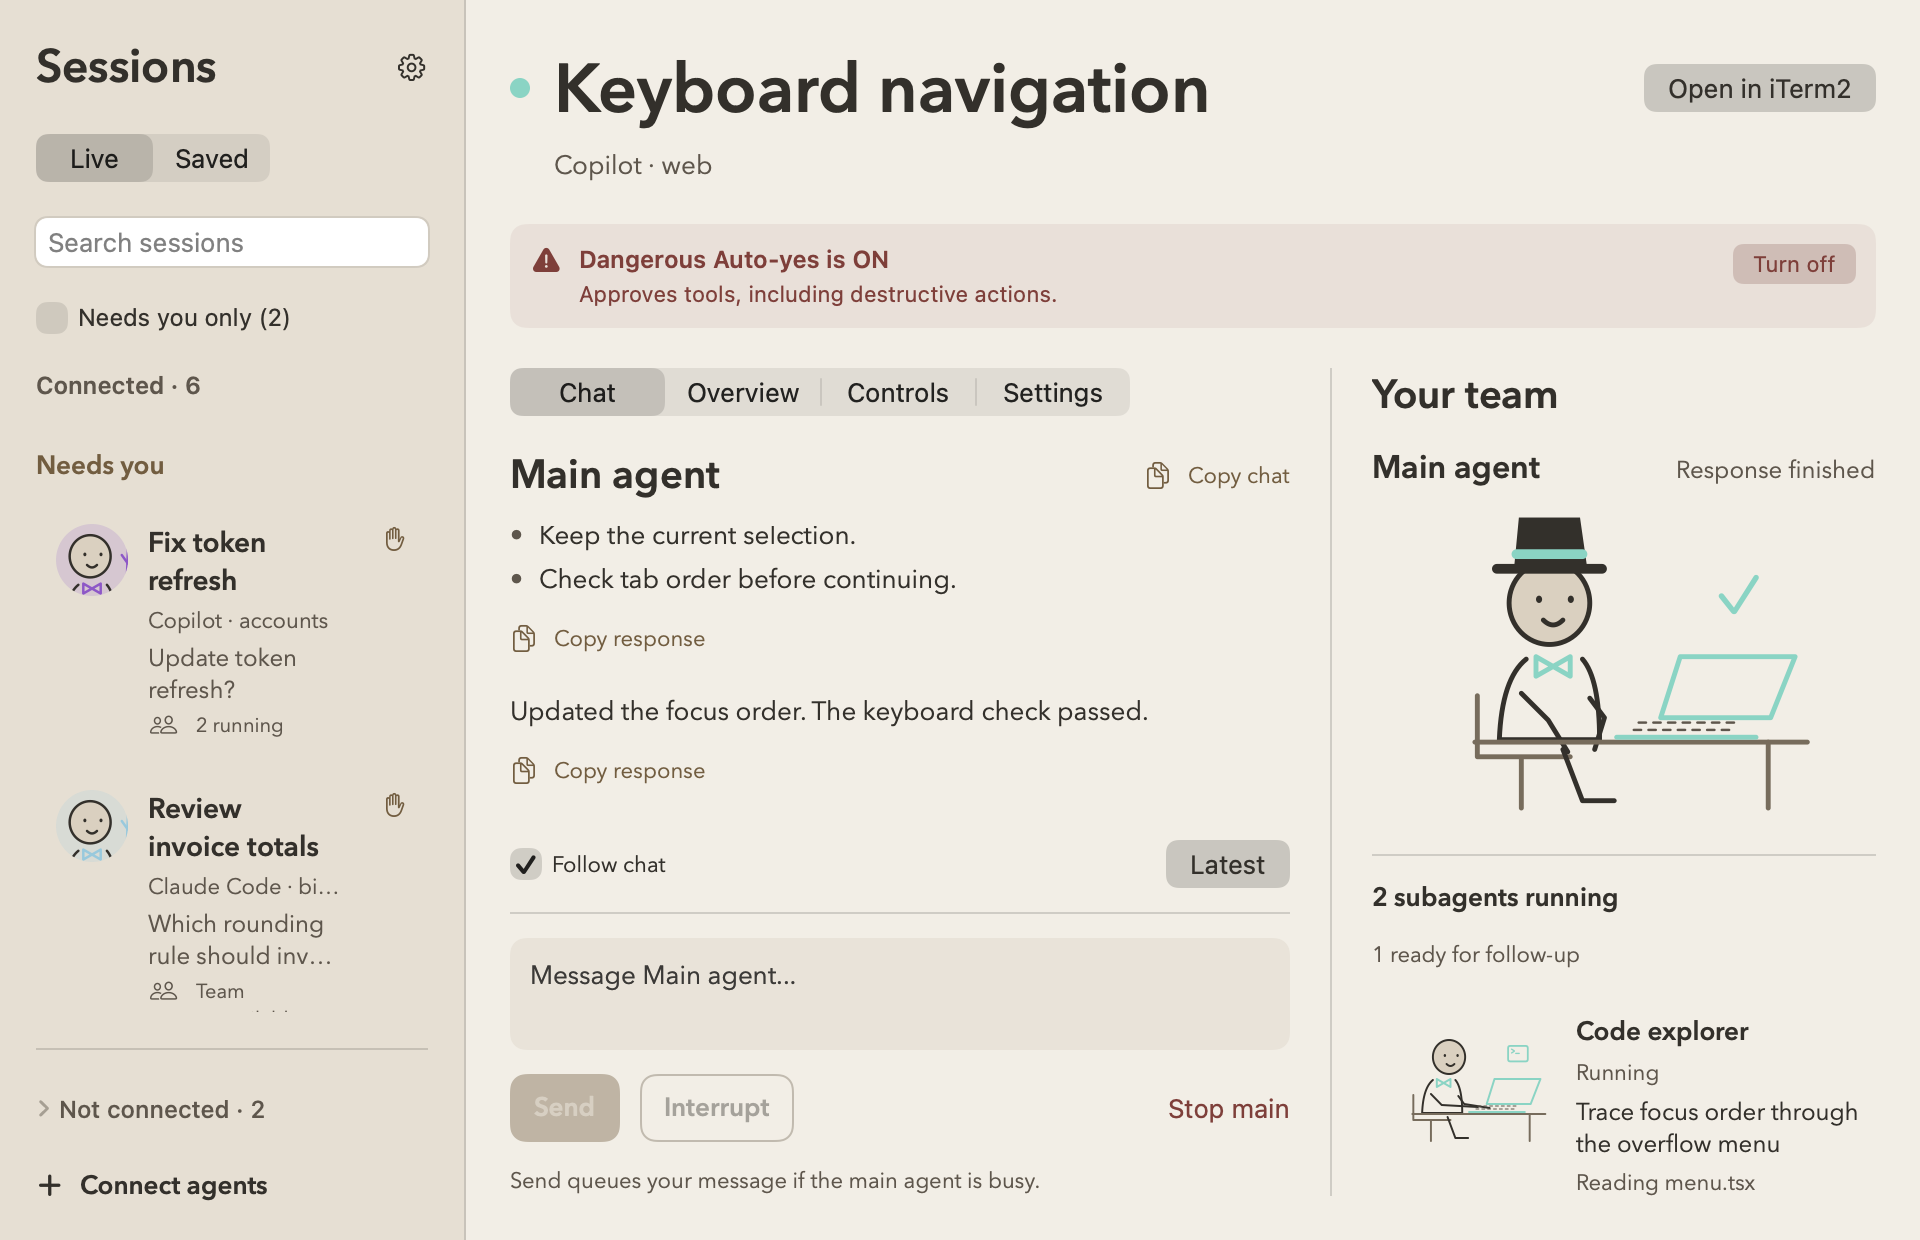 Sessions
Live
Saved
Search sessions
Needs you only (2)
Connected · 6
Needs you
Fix token
refresh
Copilot · accounts
Update token
refresh?
2 running
Review
invoice totals
Claude Code · bi...
Which rounding
rule should inv...
Team
Not connected · 2
+ Connect agents
Keyboard navigation
Open in iTerm2
Copilot · web
Dangerous Auto-yes is ON
Approves tools, including destructive actions.
Turn off
Chat
Overview
Controls
Settings
Main agent
Copy chat
• Keep the current selection.
• Check tab order before continuing.
Copy response
Updated the focus order. The keyboard check passed.
Copy response
Follow chat
Latest
Message Main agent...
Send
Interrupt
Stop main
Send queues your message if the main agent is busy.
Your team
Main agent
Response finished
2 subagents running
1 ready for follow-up
Code explorer
Running
Trace focus order through
the overflow menu
Reading menu.tsx